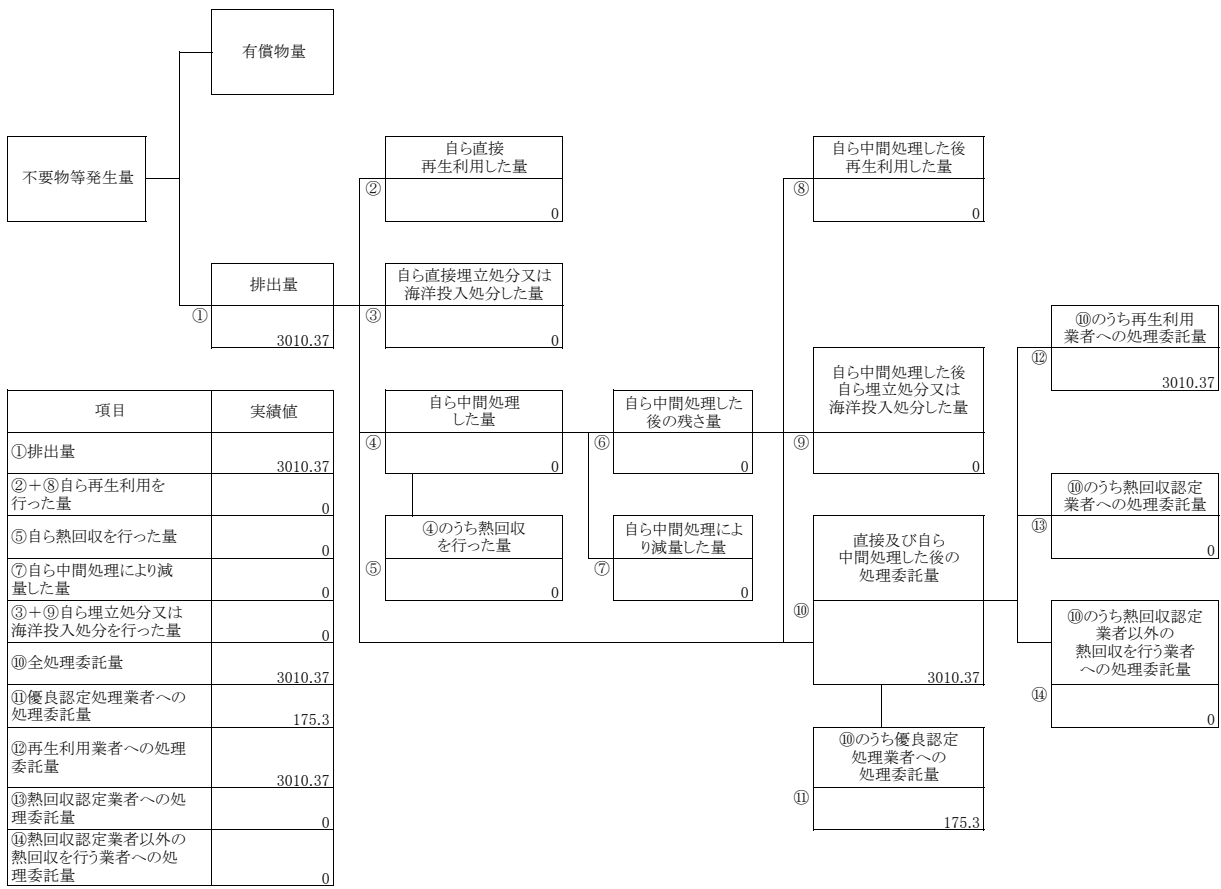 有償物量
不要物等発生量
自ら直接
再生利用した量
②
0
自ら中間処理した後
再生利用した量
⑧
0
排出量
①
3010.37
自ら直接埋立処分又は
海洋投入処分した量
③
0
⑩のうち再生利用
業者への処理委託量
⑫
3010.37
自ら中間処理
した量
④
0
自ら中間処理した
後の残さ量
⑥
0
自ら中間処理した後
自ら埋立処分又は
海洋投入処分した量
⑨
0
⑩のうち熱回収認定
業者への処理委託量
⑬
0
④のうち熱回収
を行った量
⑤
0
自ら中間処理によ
り減量した量
⑦
0
直接及び自ら
中間処理した後の
処理委託量
⑩
3010.37
⑩のうち熱回収認定
業者以外の
熱回収を行う業者
への処理委託量
⑭
0
⑩のうち優良認定
処理業者への
処理委託量
⑪
175.3
項目 実績値
①排出量
3010.37
②+⑧自ら再生利用を
行った量
0
⑤自ら熱回収を行った量
0
⑦自ら中間処理により減
量した量
0
③+⑨自ら埋立処分又は
海洋投入処分を行った量
0
⑩全処理委託量
3010.37
⑪優良認定処理業者への
処理委託量
175.3
⑫再生利用業者への処理
委託量
3010.37
⑬熱回収認定業者への処
理委託量
0
⑭熱回収認定業者以外の
熱回収を行う業者への処
理委託量
0